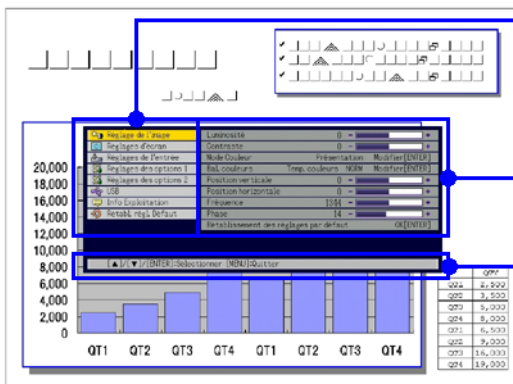 Réglage de l'image
Réglages d'écran
Réglages de l'entrée
Réglages des options 1
Réglages des options 2
USB
Info Exploitation
Rétabl. régl. Défaut
Luminosité 0 - +
Contraste 0 - +
Mode Couleur Présentation Modifier[ENTER]
Bal. couleurs Temp. couleurs NORM Modifier[ENTER]
Position verticale 0 - +
Position horizontale 0 - +
Fréquence 1344 - +
Phase 14 - +
Rétablissement des réglages par défaut OK[ENTER]
[▲]/[▼]/[ENTER]:Sélectionner [MENU]:Quitter
20,000
18,000
16,000
14,000
12,000
10,000
8,000
6,000
4,000
2,000
0
QT1 QT2 QT3 QT4 QT1 QT2 QT3 QT4
QTY
QT1 2,500
QT2 3,500
QT3 5,000
QT4 8,000
QT1 6,500
QT2 9,000
QT3 16,000
QT4 19,000